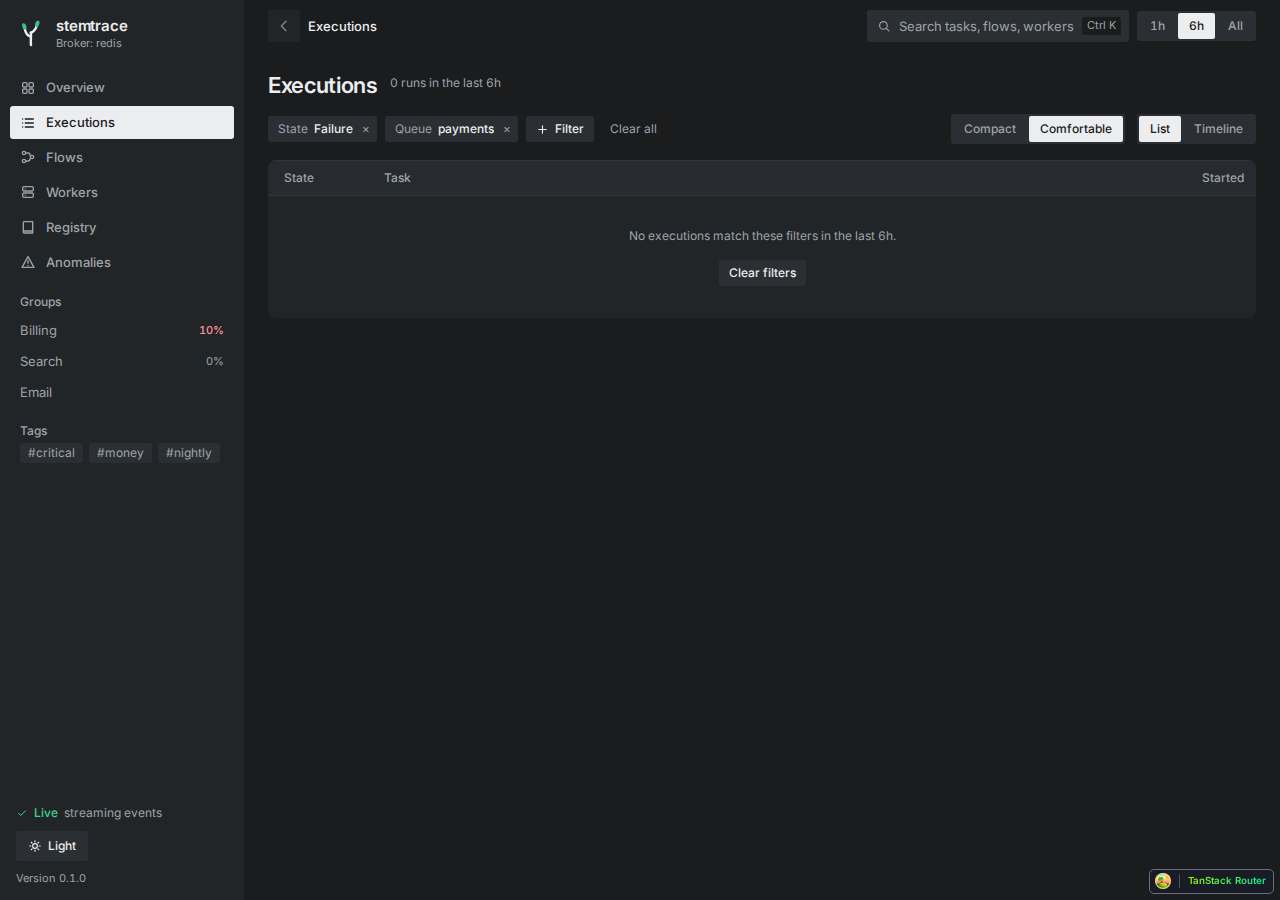 stemtrace
Broker: redis
Overview
Executions
Flows
Workers
Registry
Anomalies
Groups
Billing 10%
Search 0%
Email
Tags
#critical #money #nightly
Live streaming events
Light
Version 0.1.0
Executions
Search tasks, flows, workers Ctrl K
1h 6h All
Executions 0 runs in the last 6h
State Failure × Queue payments × + Filter Clear all
Compact Comfortable List Timeline
State Task Started
No executions match these filters in the last 6h.
Clear filters
TanStack Router